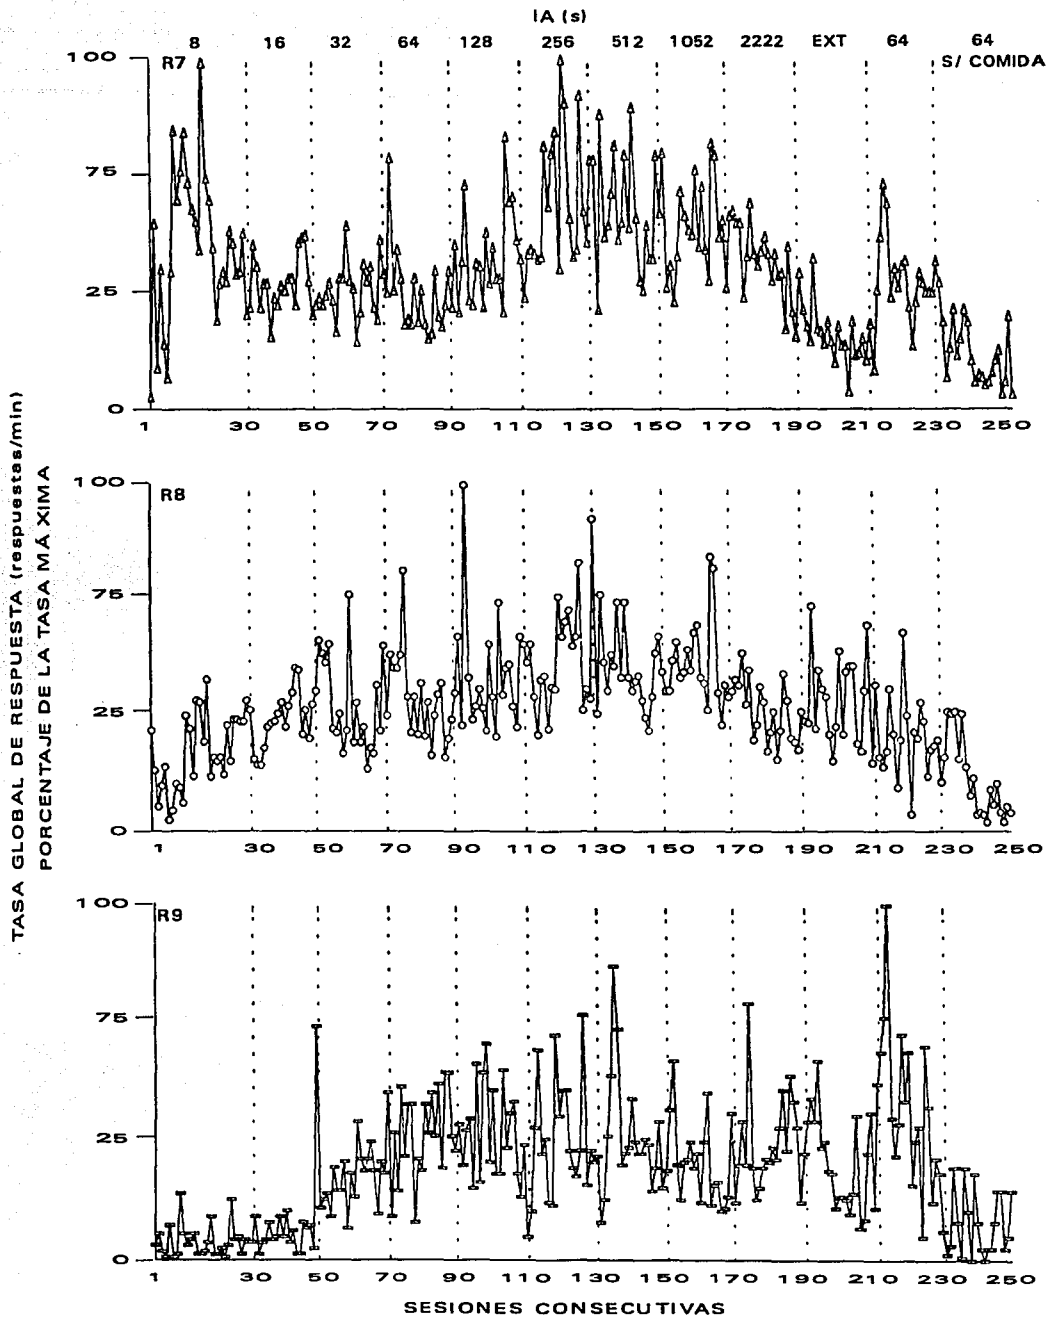 IA (s)
8 16 32 64 128 256 512 1052 2222 EXT 64 64
S/ COMIDA
R7
100
75
25
0
1 30 50 70 90 110 130 150 170 190 210 230 250
R8
100
75
25
0
1 30 50 70 90 110 130 150 170 190 210 230 250
R9
100
75
25
0
1 30 50 70 90 110 130 150 170 190 210 230 250
SESIONES CONSECUTIVAS
TASA GLOBAL DE RESPUESTA (respuestas/min)
PORCENTAJE DE LA TASA MÁXIMA